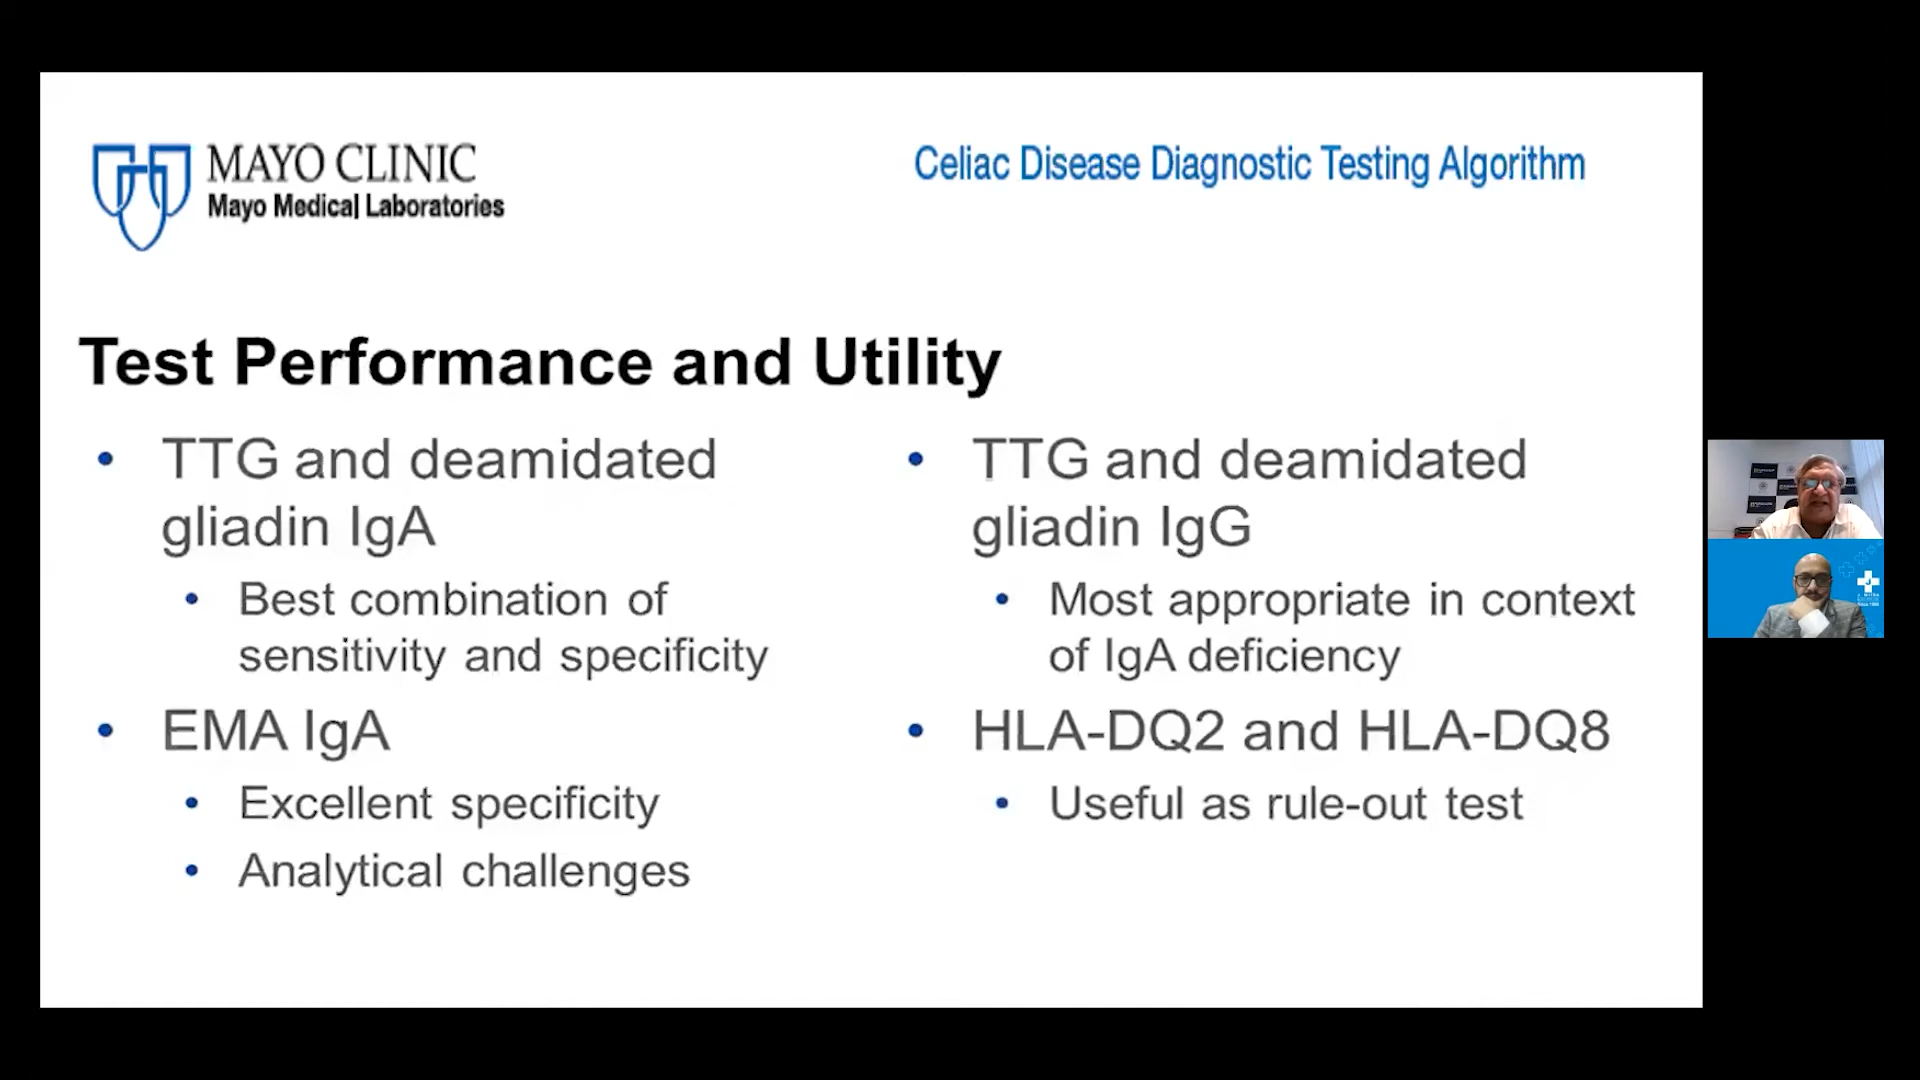 MAYO CLINIC
Mayo Medical Laboratories
Celiac Disease Diagnostic Testing Algorithm
Test Performance and Utility
• TTG and deamidated
gliadin IgA
• Best combination of
sensitivity and specificity
• EMA IgA
• Excellent specificity
• Analytical challenges
• TTG and deamidated
gliadin IgG
• Most appropriate in context
of IgA deficiency
• HLA-DQ2 and HLA-DQ8
• Useful as rule-out test